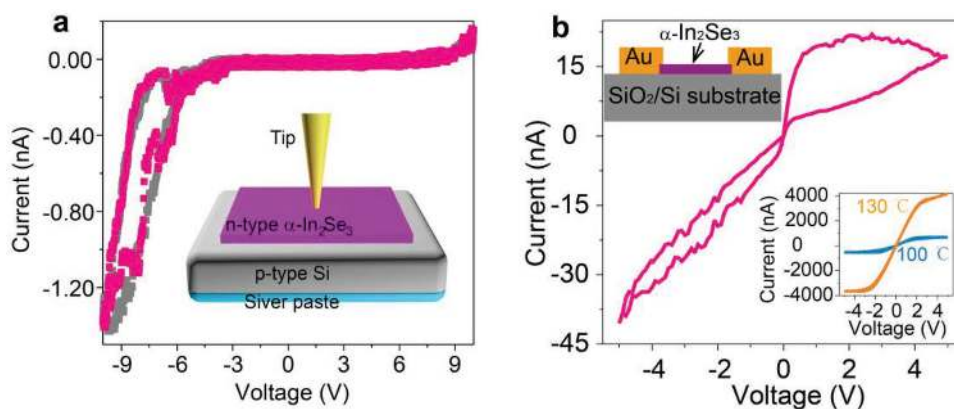 a
Current (nA)
0.00
-0.40
-0.80
-1.20
Tip
n-type α-In₂Se₃
p-type Si
Siver paste
-9 -6 -3 0 3 6 9
Voltage (V)
b
Current (nA)
15
0
-15
-30
-45
α-In₂Se₃
Au Au
SiO₂/Si substrate
-4 -2 0 2 4
Voltage (V)
Current (nA)
4000
2000
0
-2000
-4000
130 C
100 C
-4 -2 0 2 4
Voltage (V)